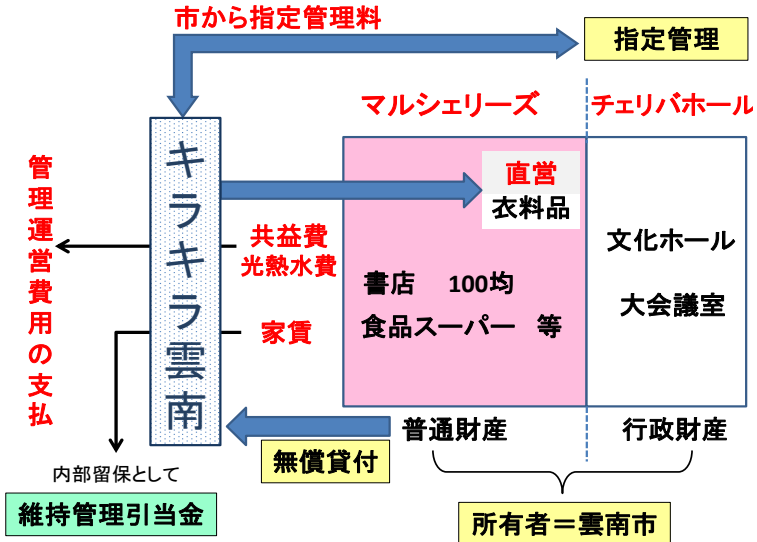 市から指定管理料
指定管理
マルシェリーズ
チェリバホール
キラキラ雲南
管理運営費用の支払
直営
衣料品
共益費
光熱水費
書店 100均
食品スーパー 等
家賃
文化ホール
大会議室
普通財産
行政財産
無償貸付
内部留保として
維持管理引当金
所有者＝雲南市